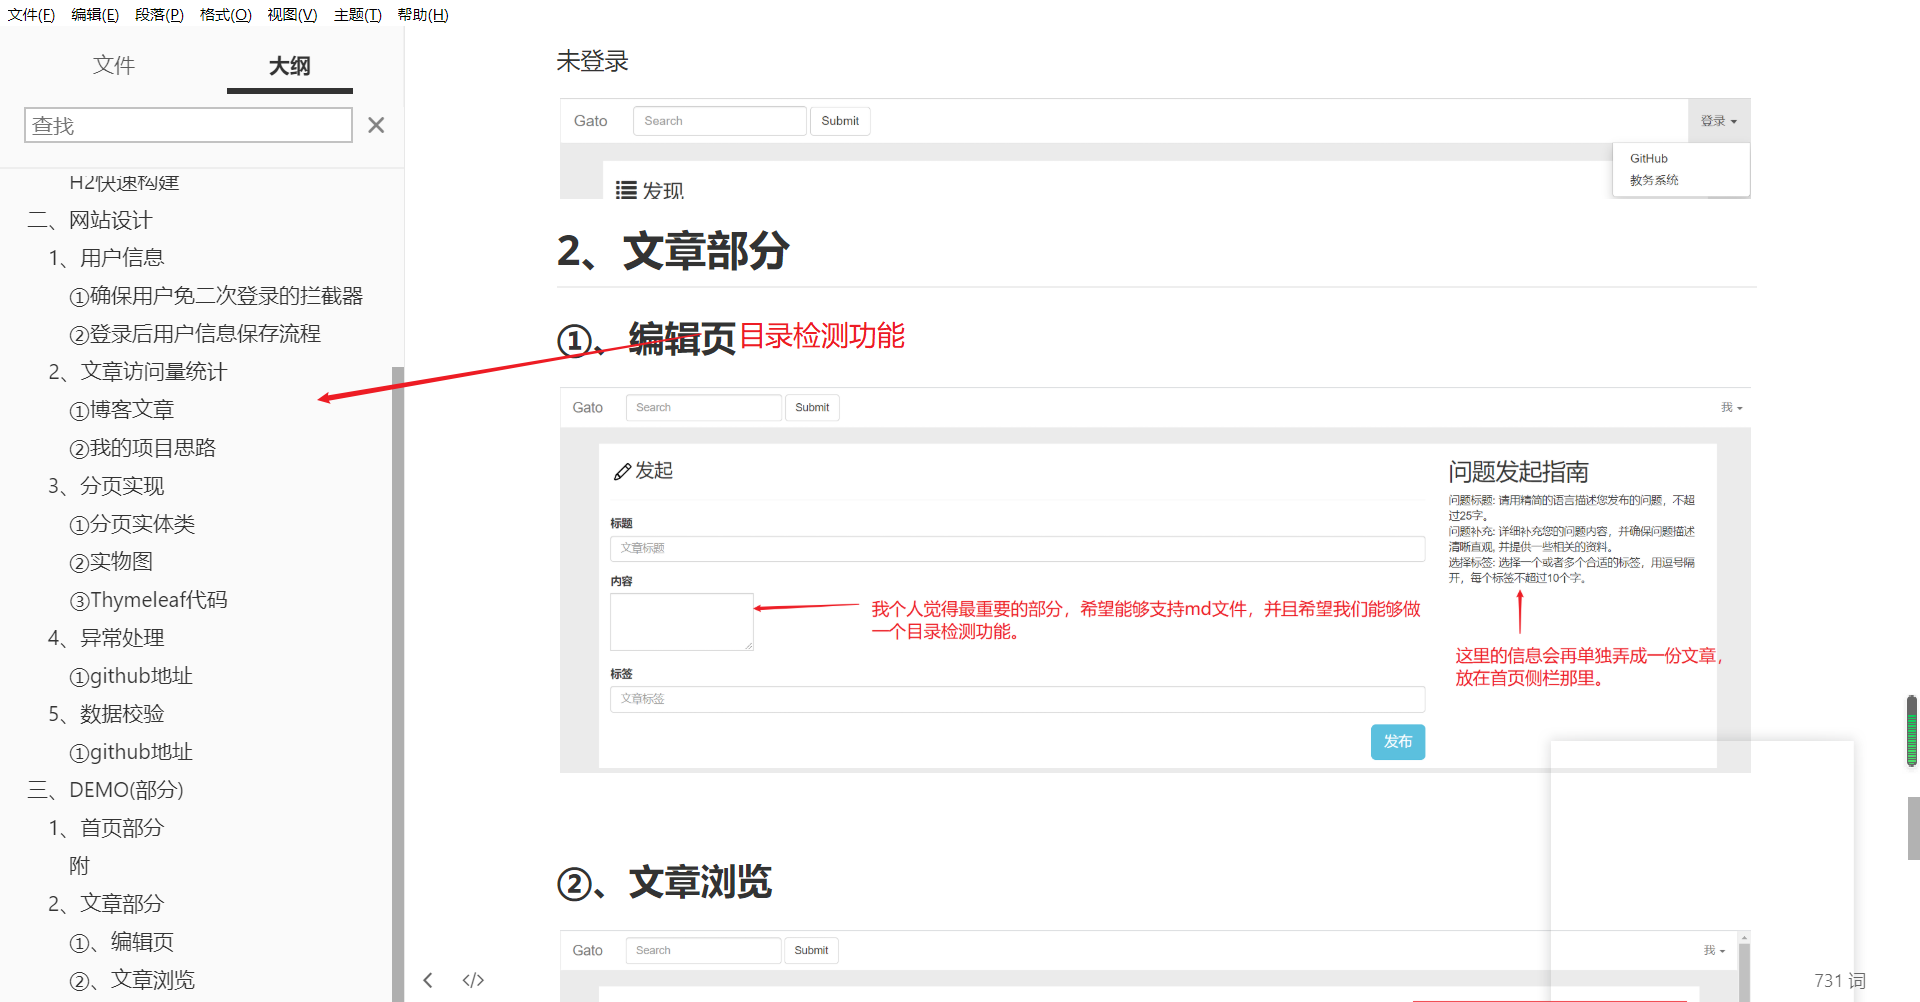 文件(F) 编辑(E) 段落(P) 格式(O) 视图(V) 主题(T) 帮助(H)
文件 大纲
查找
H2快速构建
二、网站设计
1、用户信息
①确保用户免二次登录的拦截器
②登录后用户信息保存流程
2、文章访问量统计
①博客文章
②我的项目思路
3、分页实现
①分页实体类
②实物图
③Thymeleaf代码
4、异常处理
①github地址
5、数据校验
①github地址
三、DEMO(部分)
1、首页部分
附
2、文章部分
①、编辑页
②、文章浏览
未登录
Gato Search Submit 登录
GitHub
教务系统
发现
2、文章部分
①、编辑页 目录检测功能
Gato Search Submit 我
发起
标题
文章标题
内容
我个人觉得最重要的部分，希望能够支持md文件，并且希望我们能够做
一个目录检测功能。
标签
文章标签
发布
问题发起指南
问题标题: 请用精简的语言描述您发布的问题，不超
过25字。
问题补充: 详细补充您的问题内容，并确保问题描述
清晰直观, 并提供一些相关的资料。
选择标签: 选择一个或者多个合适的标签，用逗号隔
开，每个标签不超过10个字。
这里的信息会再单独弄成一份文章，
放在首页侧栏那里。
②、文章浏览
Gato Search Submit 我
</>
731 词